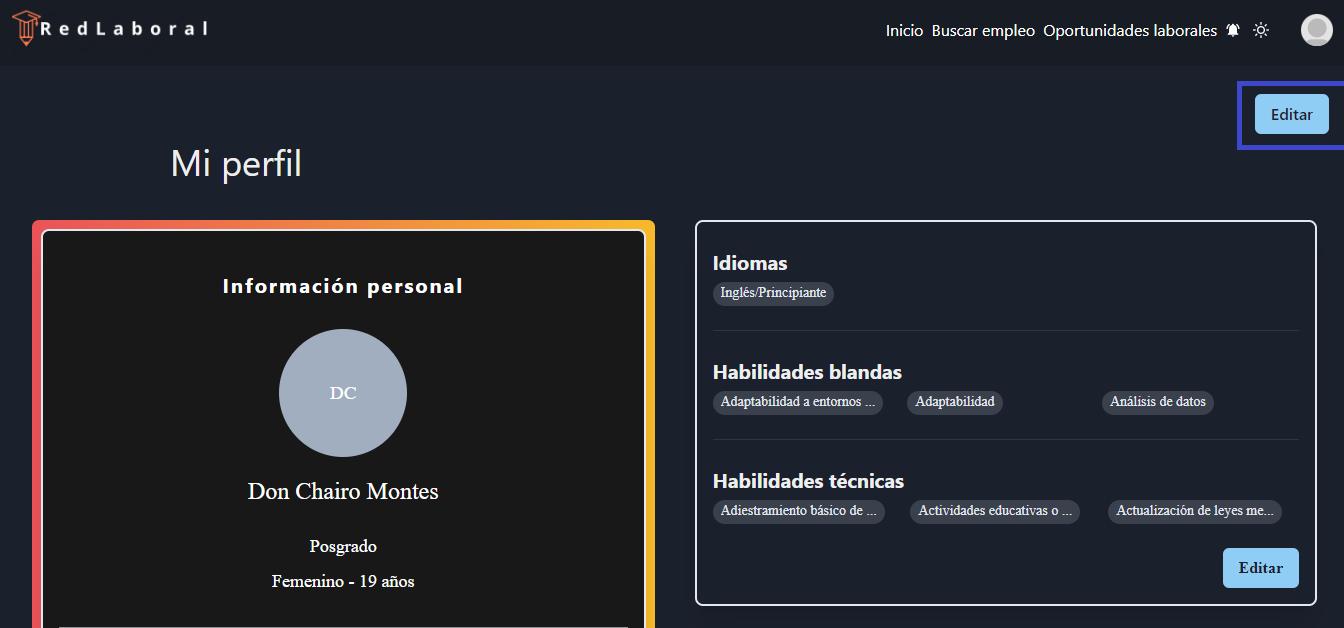 RedLaboral
Inicio Buscar empleo Oportunidades laborales
Editar
Mi perfil
Información personal
DC
Don Chairo Montes
Posgrado
Femenino - 19 años
Idiomas
Inglés/Principiante
Habilidades blandas
Adaptabilidad a entornos ... Adaptabilidad Análisis de datos
Habilidades técnicas
Adiestramiento básico de ... Actividades educativas o ... Actualización de leyes me...
Editar